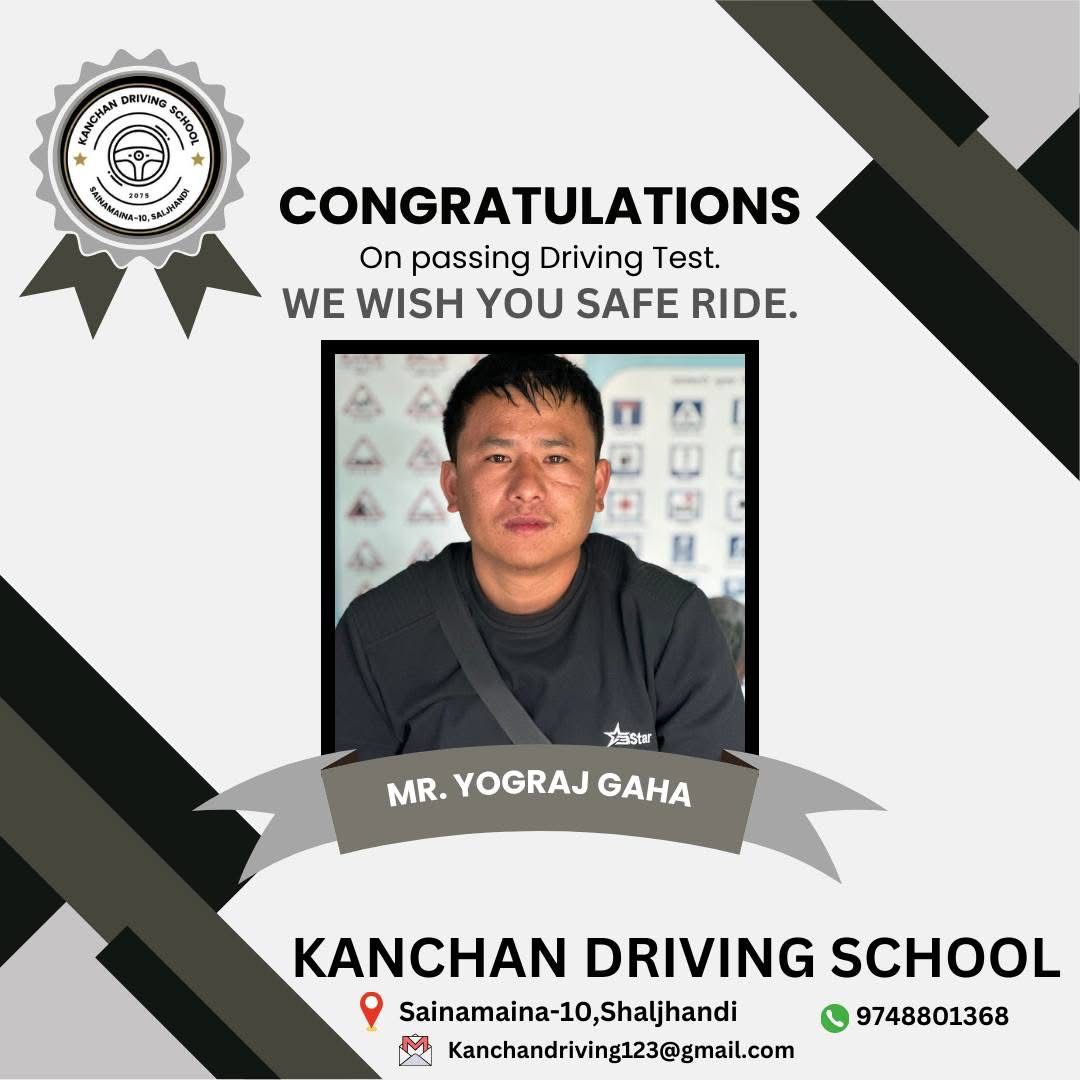 KANCHAN DRIVING SCHOOL
2075
SAINAMAINA-10, SALJHANDI
CONGRATULATIONS
On passing Driving Test.
WE WISH YOU SAFE RIDE.
Star
MR. YOGRAJ GAHA
KANCHAN DRIVING SCHOOL
Sainamaina-10,Shaljhandi
9748801368
Kanchandriving123@gmail.com